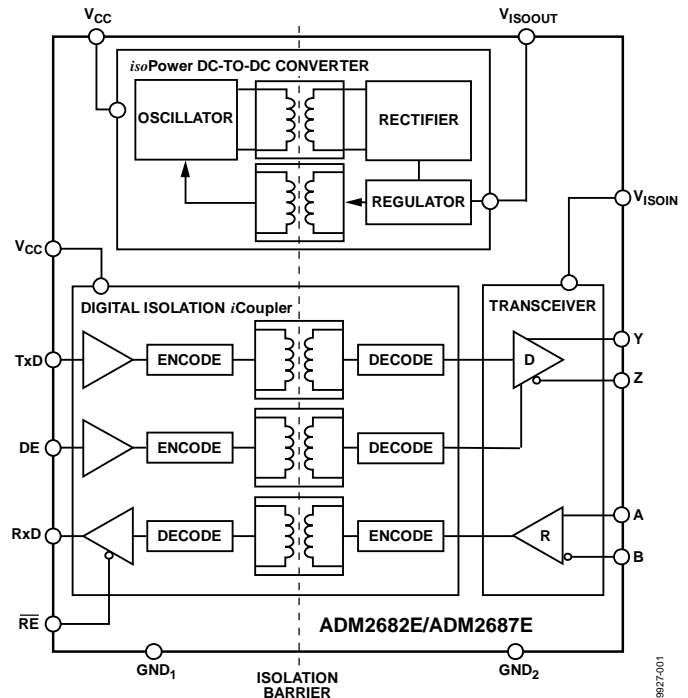 VCC
VISOOUT
isoPower DC-TO-DC CONVERTER
OSCILLATOR
RECTIFIER
REGULATOR
VISOIN
VCC
DIGITAL ISOLATION iCoupler
TRANSCEIVER
TxD
ENCODE
DECODE
D
Y
Z
DE
ENCODE
DECODE
RxD
DECODE
ENCODE
R
A
B
RE
ADM2682E/ADM2687E
GND1
ISOLATION
BARRIER
GND2
9927-001